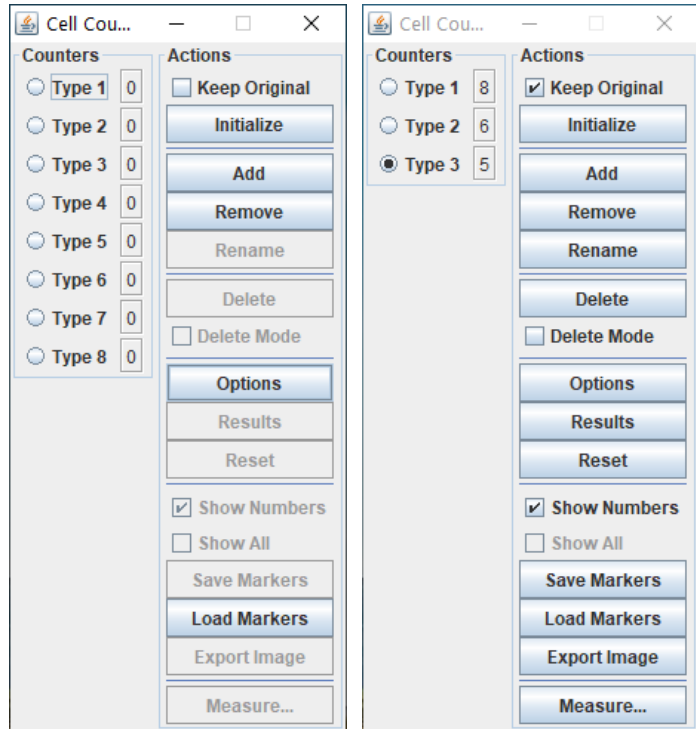 Cell Cou...
Counters
Type 1 0
Type 2 0
Type 3 0
Type 4 0
Type 5 0
Type 6 0
Type 7 0
Type 8 0
Actions
Keep Original
Initialize
Add
Remove
Rename
Delete
Delete Mode
Options
Results
Reset
Show Numbers
Show All
Save Markers
Load Markers
Export Image
Measure...
Cell Cou...
Counters
Type 1 8
Type 2 6
Type 3 5
Actions
Keep Original
Initialize
Add
Remove
Rename
Delete
Delete Mode
Options
Results
Reset
Show Numbers
Show All
Save Markers
Load Markers
Export Image
Measure...